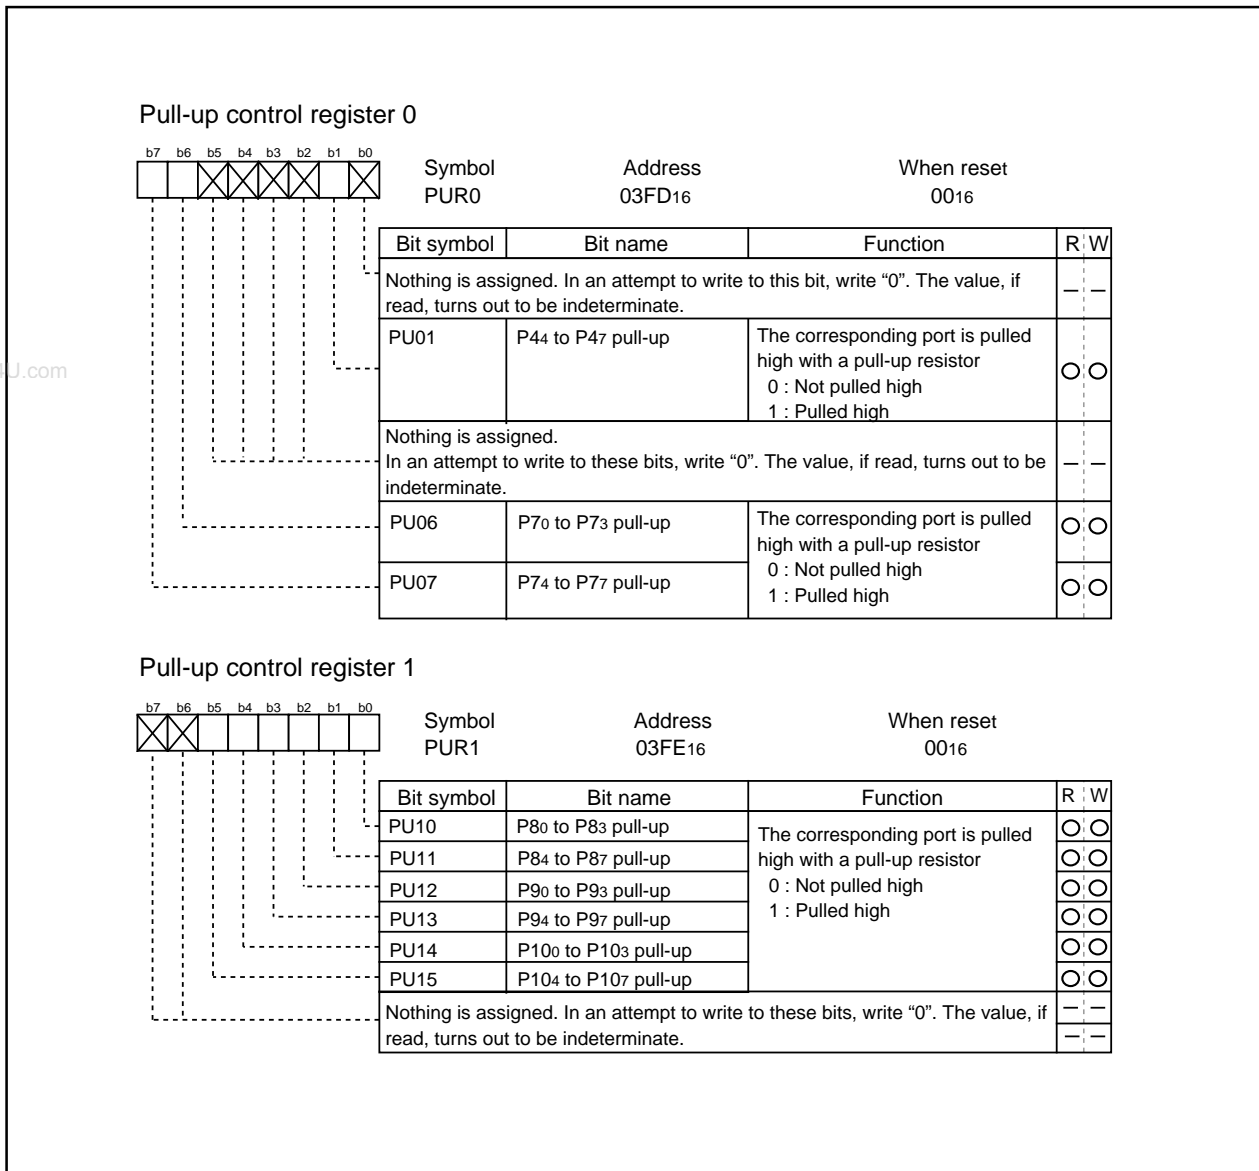 Pull-up control register 0
b7 b6 b5 b4 b3 b2 b1 b0
Symbol Address When reset
PUR0 03FD16 0016
Bit symbol Bit name Function R W
Nothing is assigned. In an attempt to write to this bit, write “0”. The value, if
read, turns out to be indeterminate.
– –
PU01 P44 to P47 pull-up The corresponding port is pulled
high with a pull-up resistor
0 : Not pulled high
1 : Pulled high
Nothing is assigned.
In an attempt to write to these bits, write “0”. The value, if read, turns out to be
indeterminate.
– –
PU06 P70 to P73 pull-up The corresponding port is pulled
high with a pull-up resistor
0 : Not pulled high
PU07 P74 to P77 pull-up 1 : Pulled high
4U.com
Pull-up control register 1
b7 b6 b5 b4 b3 b2 b1 b0
Symbol Address When reset
PUR1 03FE16 0016
Bit symbol Bit name Function R W
PU10 P80 to P83 pull-up The corresponding port is pulled
PU11 P84 to P87 pull-up high with a pull-up resistor
PU12 P90 to P93 pull-up 0 : Not pulled high
PU13 P94 to P97 pull-up 1 : Pulled high
PU14 P100 to P103 pull-up
PU15 P104 to P107 pull-up
Nothing is assigned. In an attempt to write to these bits, write “0”. The value, if – –
read, turns out to be indeterminate. – –